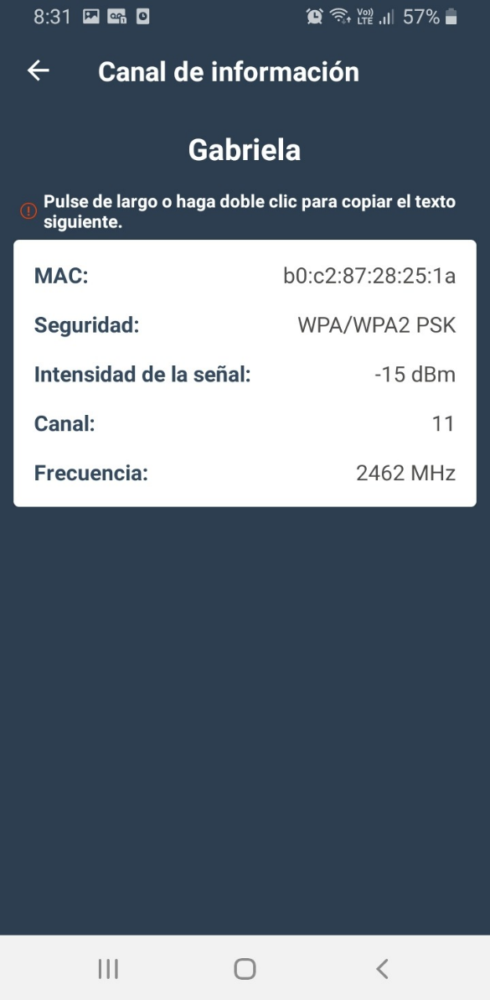 8:31 57%
Canal de información
Gabriela
Pulse de largo o haga doble clic para copiar el texto
siguiente.
MAC: b0:c2:87:28:25:1a
Seguridad: WPA/WPA2 PSK
Intensidad de la señal: -15 dBm
Canal: 11
Frecuencia: 2462 MHz